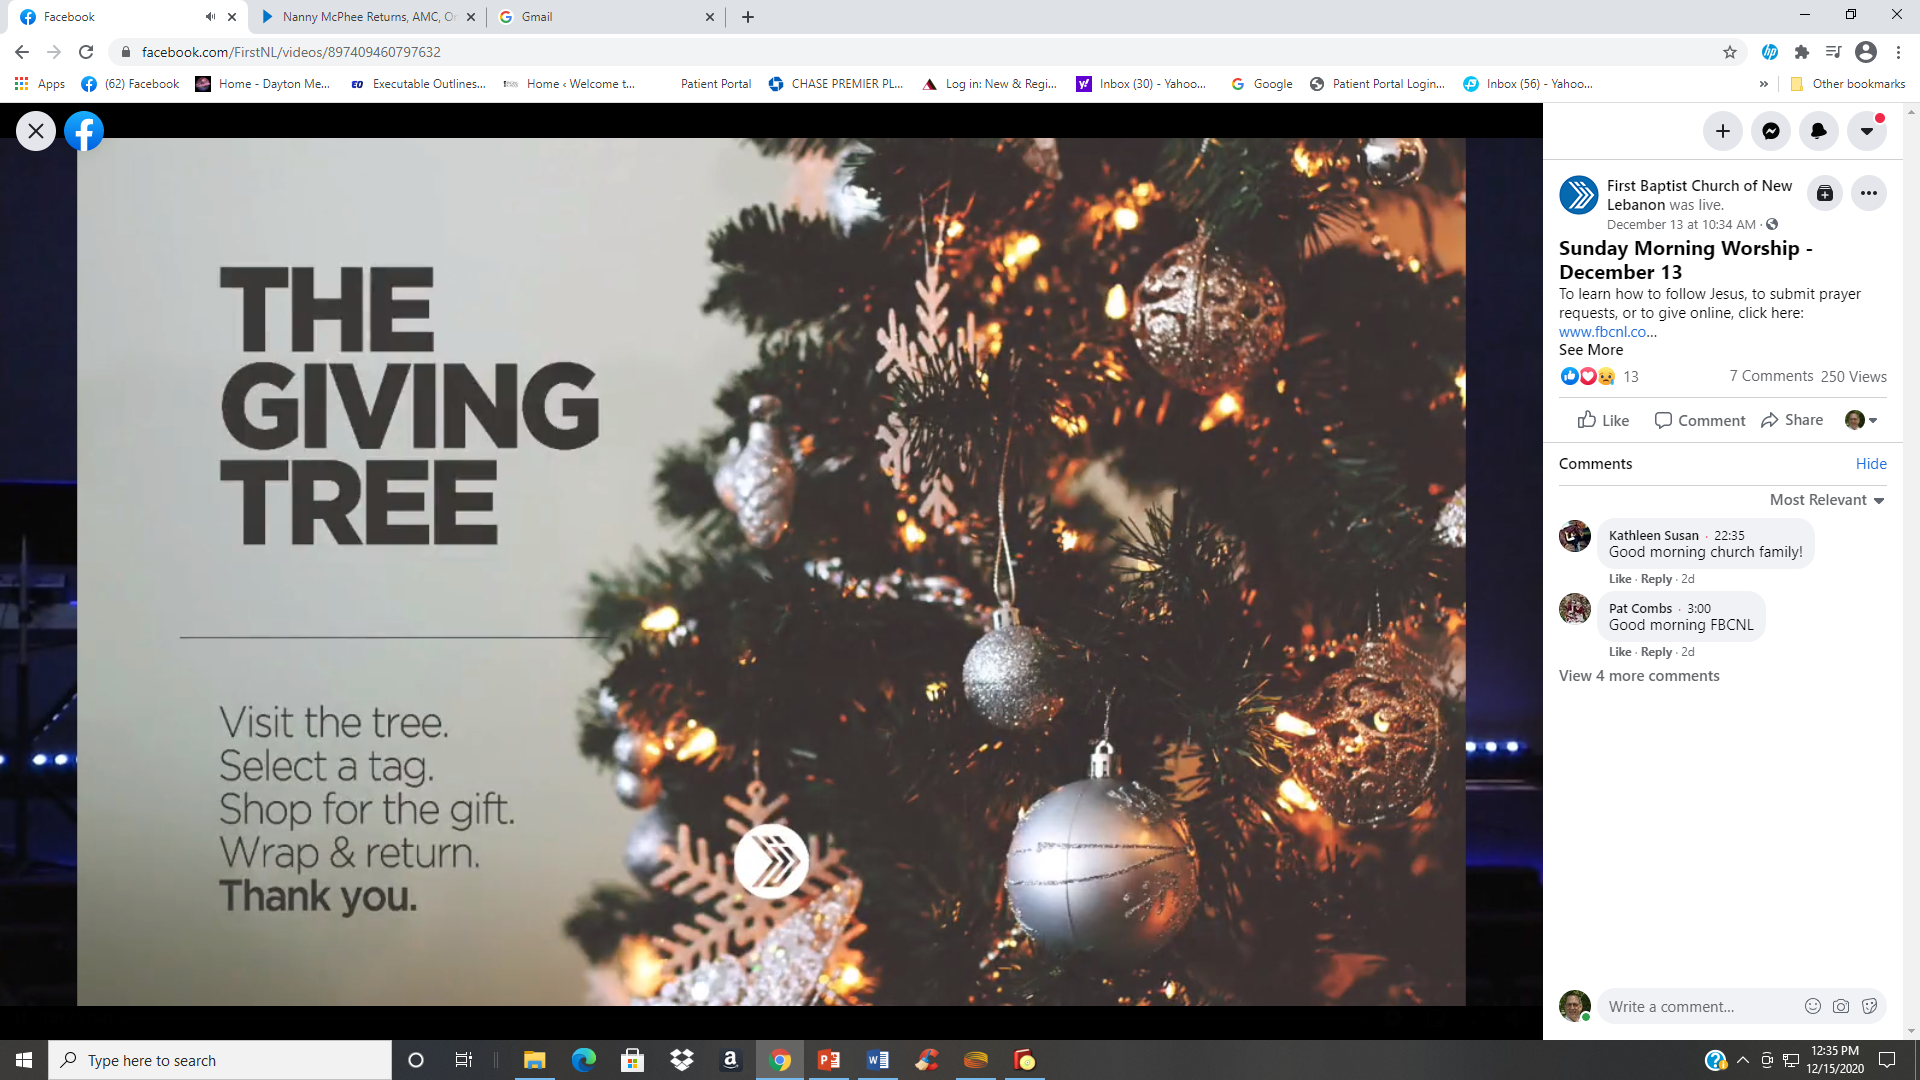 Facebook
Nanny McPhee Returns, AMC, Or
Gmail
facebook.com/FirstNL/videos/897409460797632
Apps
(62) Facebook
Home - Dayton Me...
Executable Outlines...
Home ‹ Welcome t...
Patient Portal
CHASE PREMIER PL...
Log in: New & Regi...
Inbox (30) - Yahoo...
Google
Patient Portal Login...
Inbox (56) - Yahoo...
»
Other bookmarks
THE
GIVING
TREE
Visit the tree.
Select a tag.
Shop for the gift.
Wrap & return.
Thank you.
First Baptist Church of New
Lebanon was live.
December 13 at 10:34 AM ·
Sunday Morning Worship -
December 13
To learn how to follow Jesus, to submit prayer
requests, or to give online, click here:
www.fbcnl.co...
See More
13
7 Comments 250 Views
Like
Comment
Share
Comments
Hide
Most Relevant
Kathleen Susan · 22:35
Good morning church family!
Like · Reply · 2d
Pat Combs · 3:00
Good morning FBCNL
Like · Reply · 2d
View 4 more comments
Write a comment...
Type here to search
12:35 PM
12/15/2020